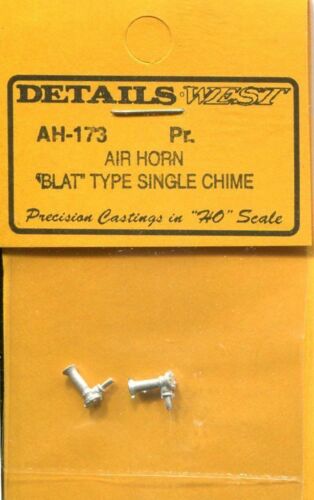 DETAILS WEST
AH-173 Pr.
AIR HORN
"BLAT" TYPE SINGLE CHIME
Precision Castings in "HO" Scale